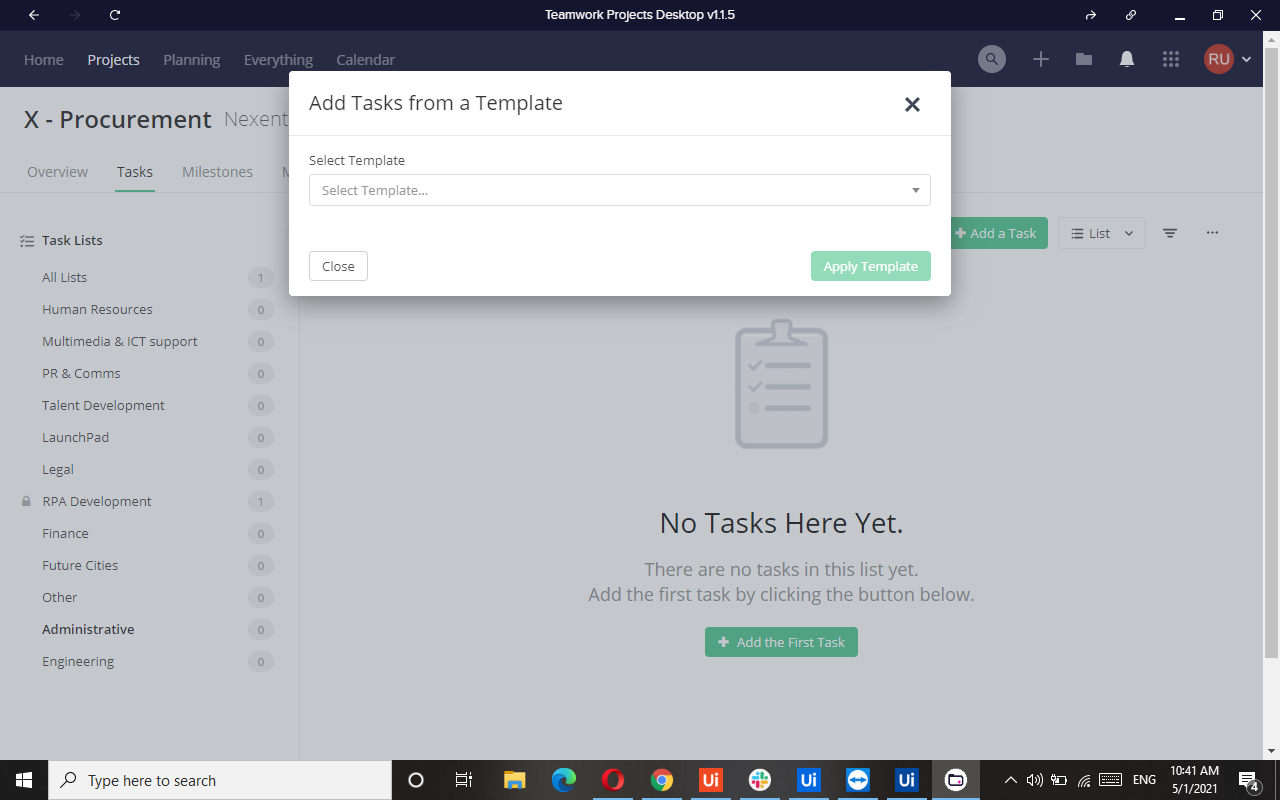 Teamwork Projects Desktop v1.1.5
Home Projects Planning Everything Calendar RU
Add Tasks from a Template
X - Procurement Nexent
Select Template
Overview Tasks Milestones M
Select Template...
Task Lists
Add a Task List
Close Apply Template
All Lists 1
Human Resources 0
Multimedia & ICT support 0
PR & Comms 0
Talent Development 0
LaunchPad 0
Legal 0
RPA Development 1
No Tasks Here Yet.
Finance 0
Future Cities 0
There are no tasks in this list yet.
Add the first task by clicking the button below.
Other 0
Administrative 0
Add the First Task
Engineering 0
Type here to search
Ui Ui Ui
ENG
10:41 AM
5/1/2021
4